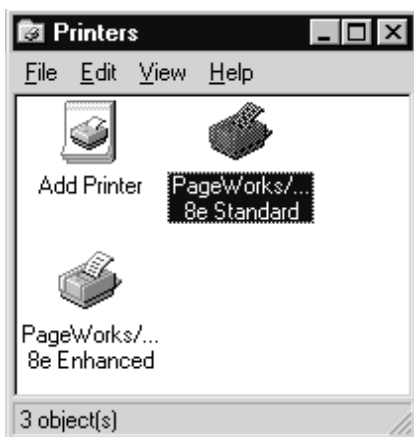 Printers
File Edit View Help
Add Printer
PageWorks/...
8e Standard
PageWorks/...
8e Enhanced
3 object(s)